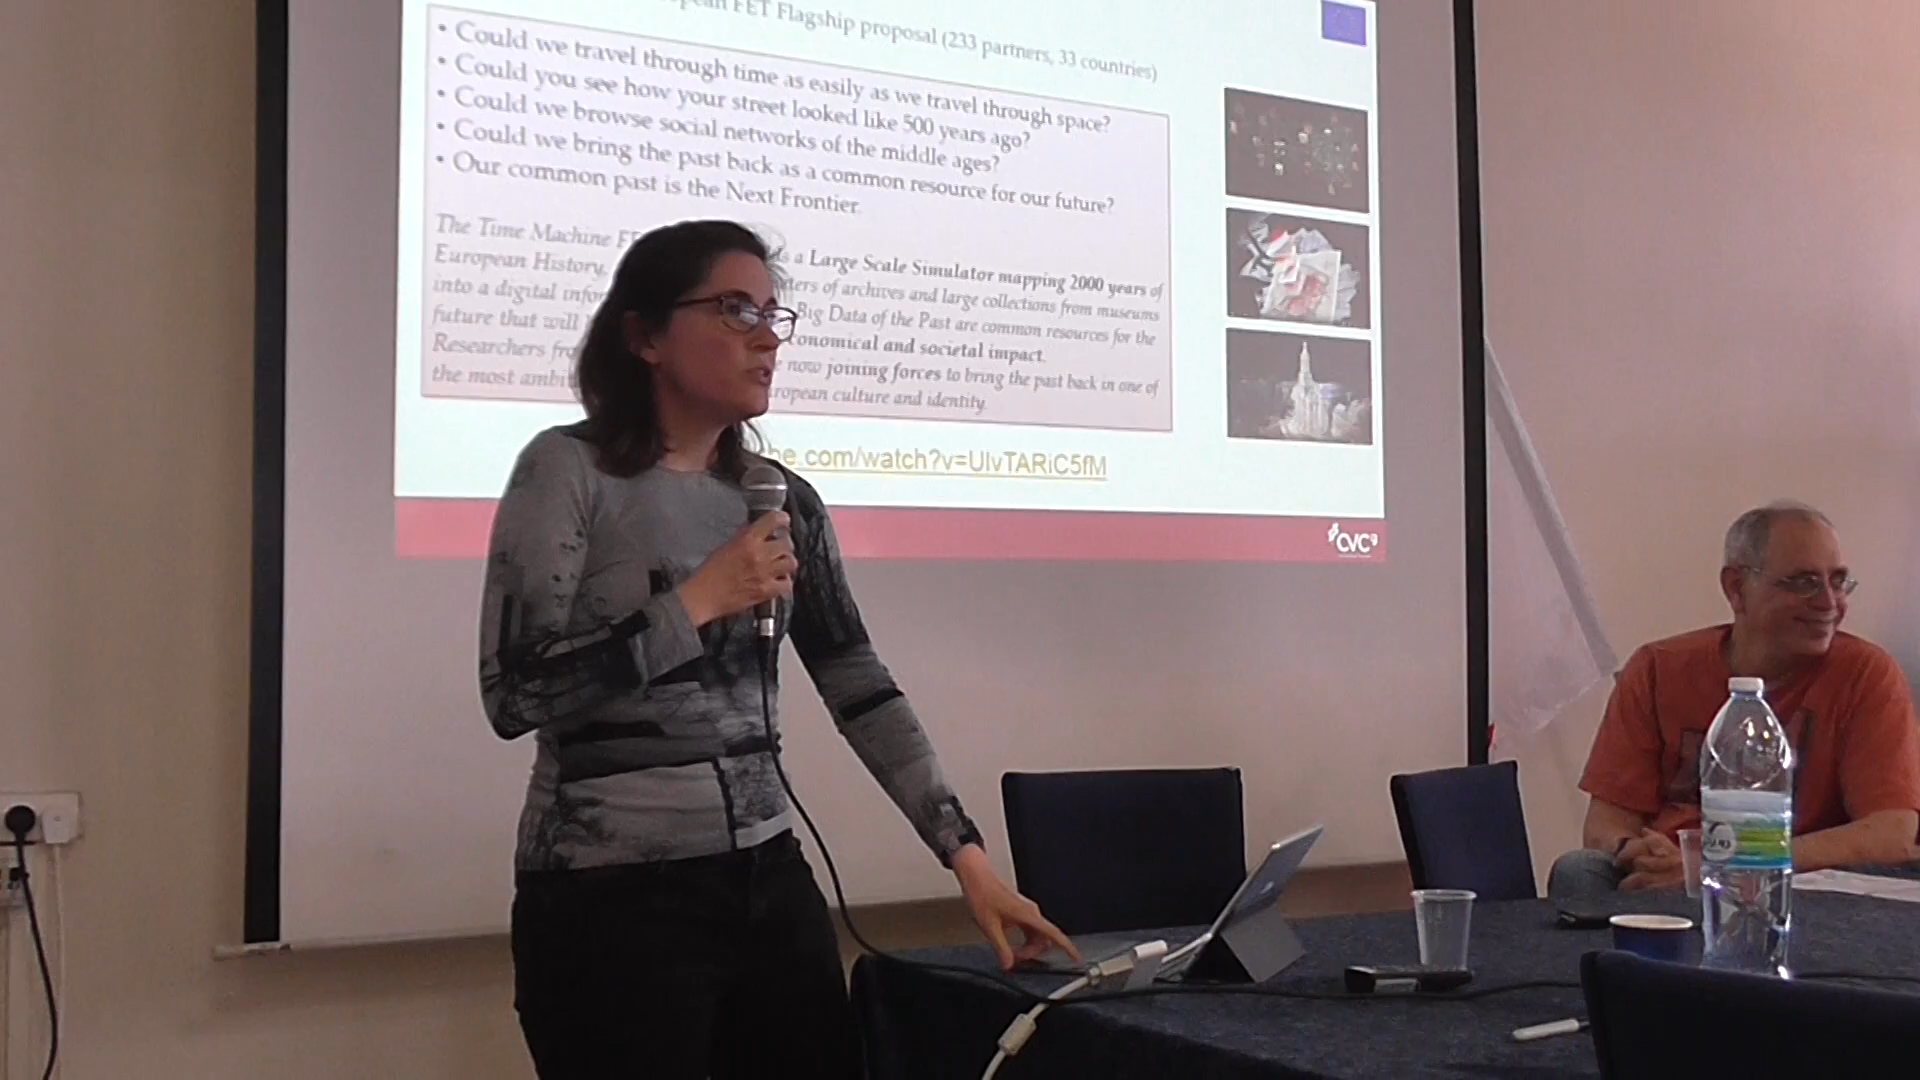 FET Flagship proposal (233 partners, 33 countries)
• Could we travel through time as easily as we travel through space?
• Could you see how your street looked like 500 years ago?
• Could we browse social networks of the middle ages?
• Could we bring the past back as a common resource for our future?
• Our common past is the Next Frontier.
The Time Machine a Large Scale Simulator mapping 2000 years of
European History, of archives and large collections from museums
into a digital Big Data of the Past are common resources for the
future that will and societal impact.
Researchers now joining forces to bring the past back in one of
the most culture and identity.
.com/watch?v=UlvTARiC5fM
CVC